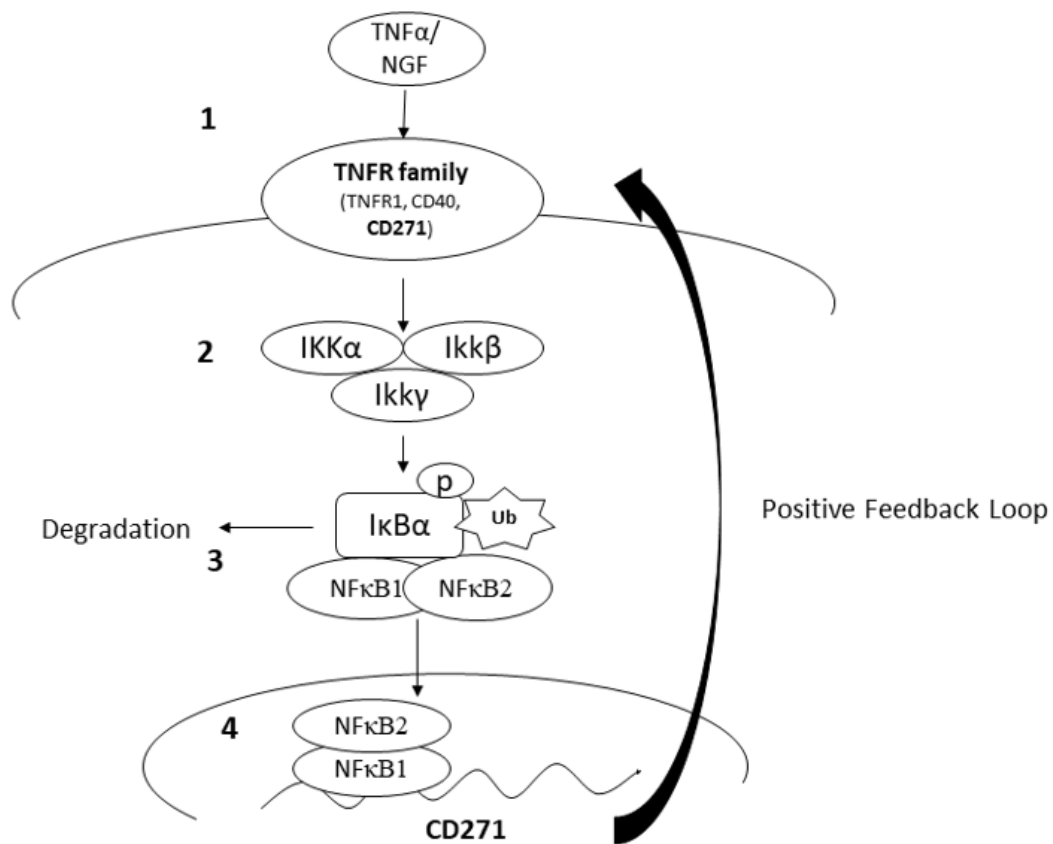 TNFα/
NGF
1
TNFR family
(TNFR1, CD40,
CD271)
2
IKKα
Ikkβ
Ikkγ
p
IκBα
Ub
Degradation
3
NFκB1
NFκB2
Positive Feedback Loop
4
NFκB2
NFκB1
CD271